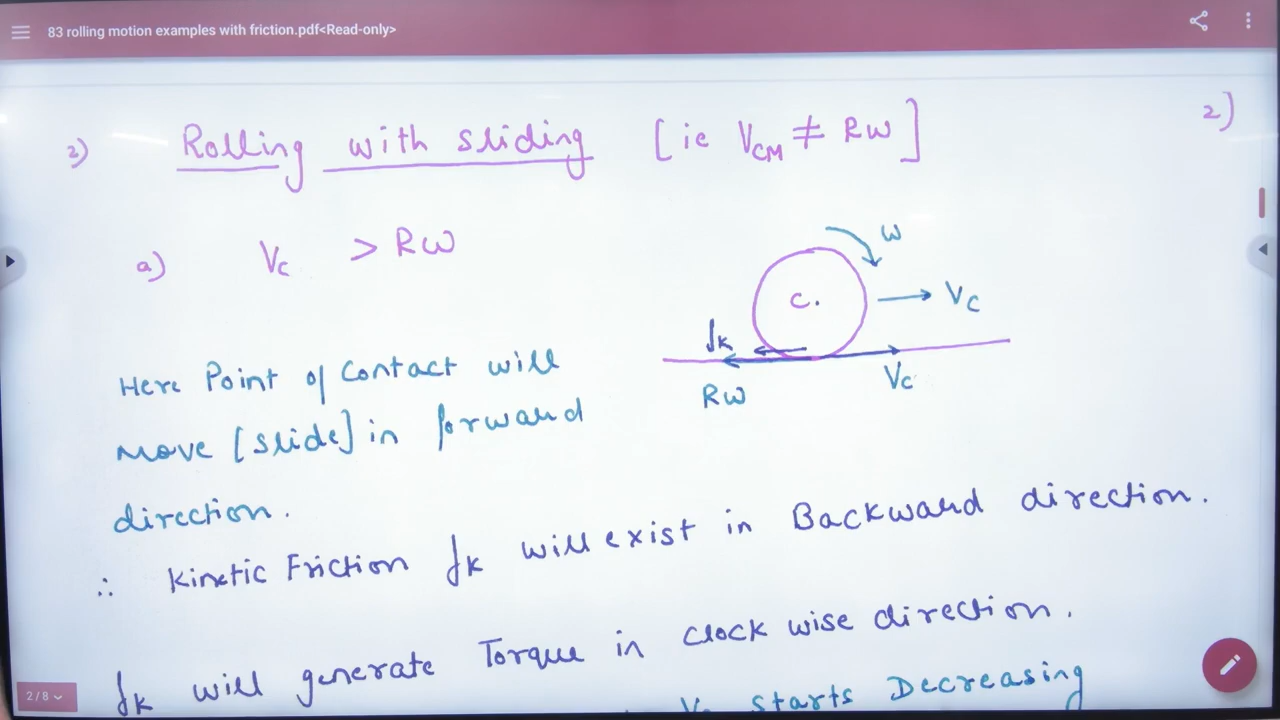 83 rolling motion examples with friction.pdf<Read-only>
2)
2) Rolling with sliding [ie VCM ≠ Rω]
a) Vc > Rω
ω
c.
Vc
fk
Rω
Vc
Here Point of Contact will
move [slide] in forward
direction.
∴ Kinetic Friction fk will exist in Backward direction.
fk will generate Torque in clock wise direction.
starts Decreasing
2/8